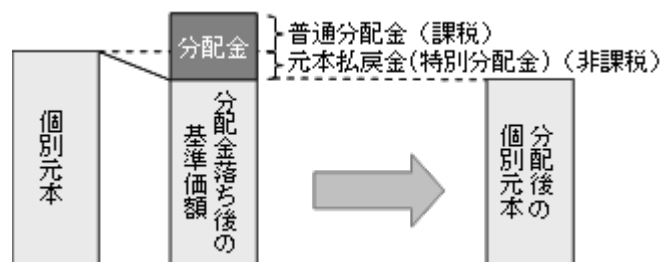 分配金
普通分配金（課税）
元本払戻金(特別分配金)（非課税）
個別元本
分配金落ち後の
基準価額
分配後の
個別元本